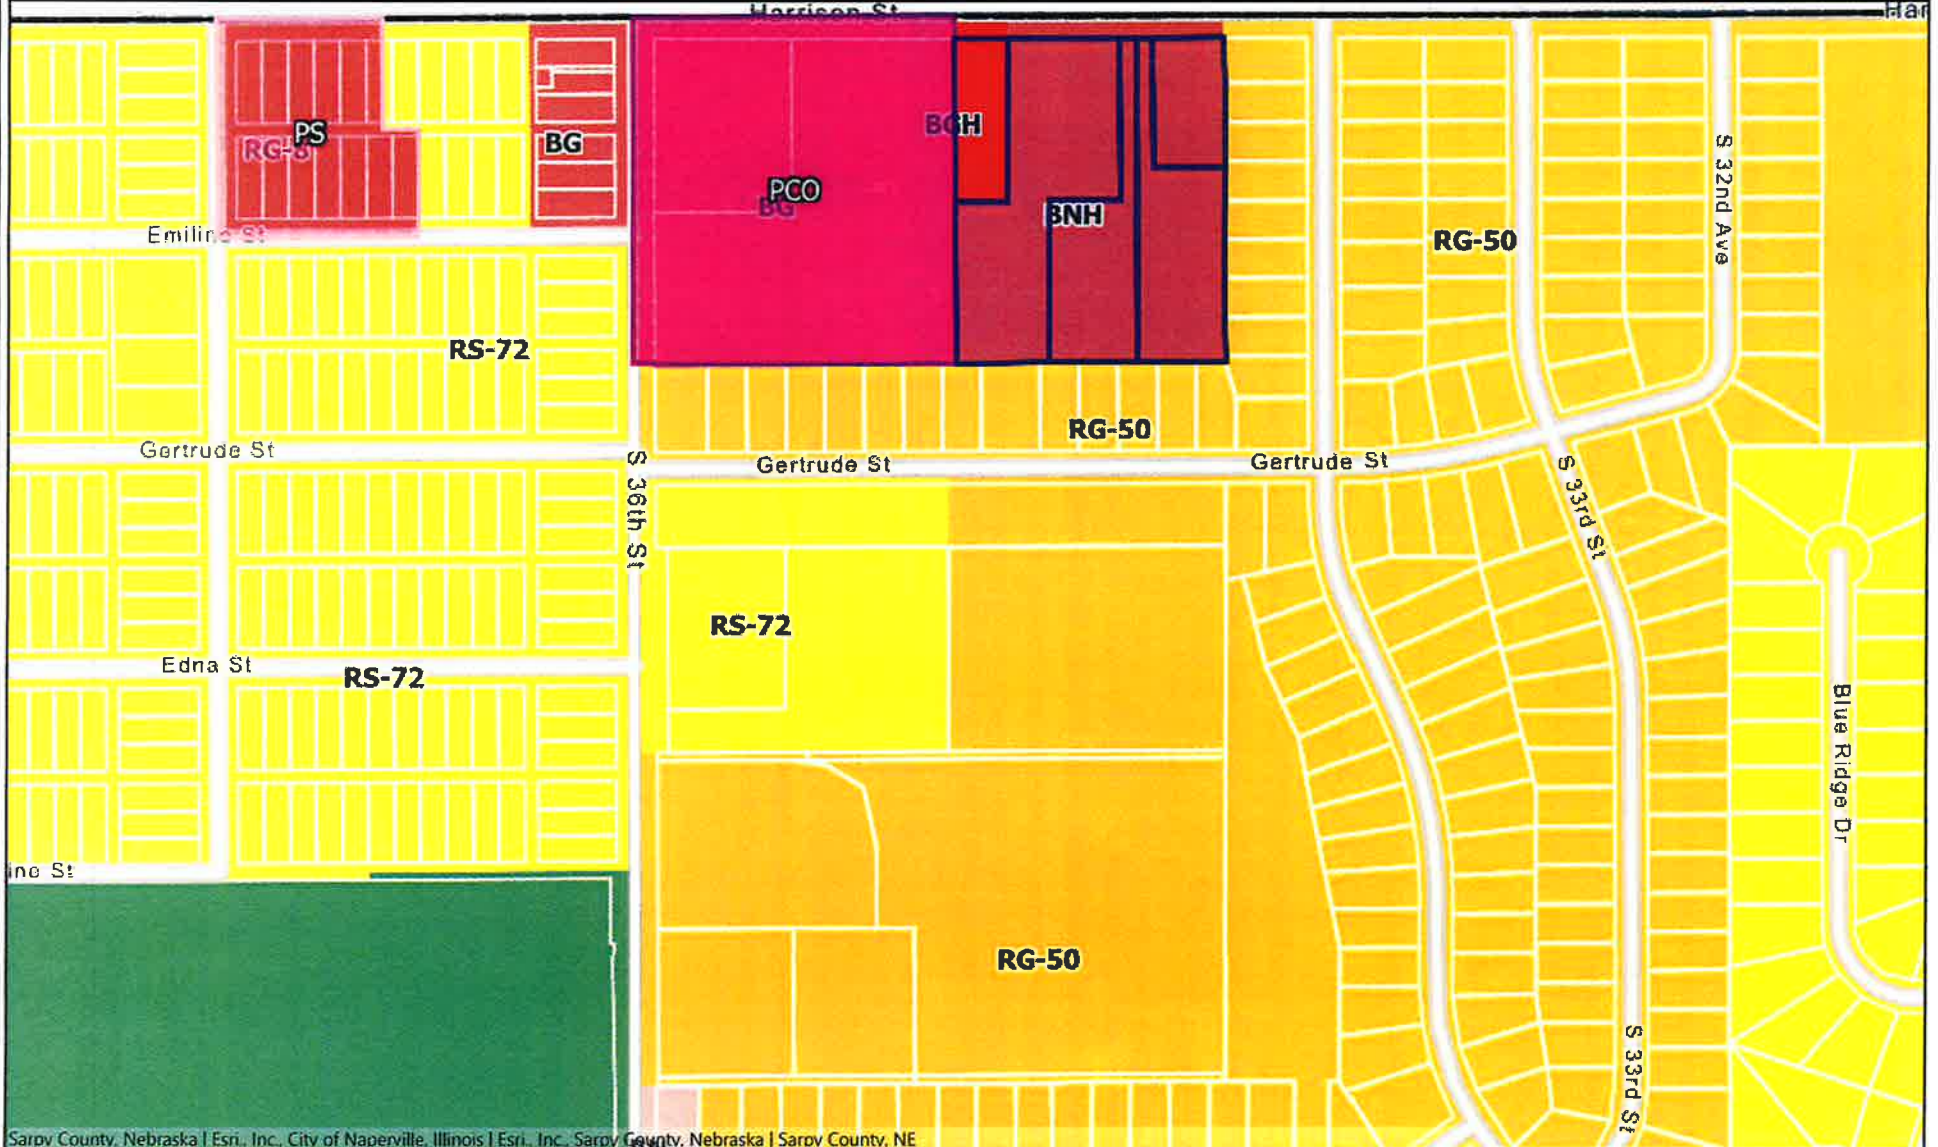 Harrison St
Har
PS
RG-8
BG
PCO
BG
BGH
BNH
RG-50
S 32nd Ave
Emiline St
RS-72
RG-50
Gertrude St
Gertrude St
Gertrude St
S 36th St
S 33rd St
RS-72
Edna St
RS-72
Blue Ridge Dr
ine St
RG-50
S 33rd St
Sarpy County, Nebraska | Esri., Inc., City of Naperville, Illinois | Esri., Inc., Sarpy County, Nebraska | Sarpy County, NE